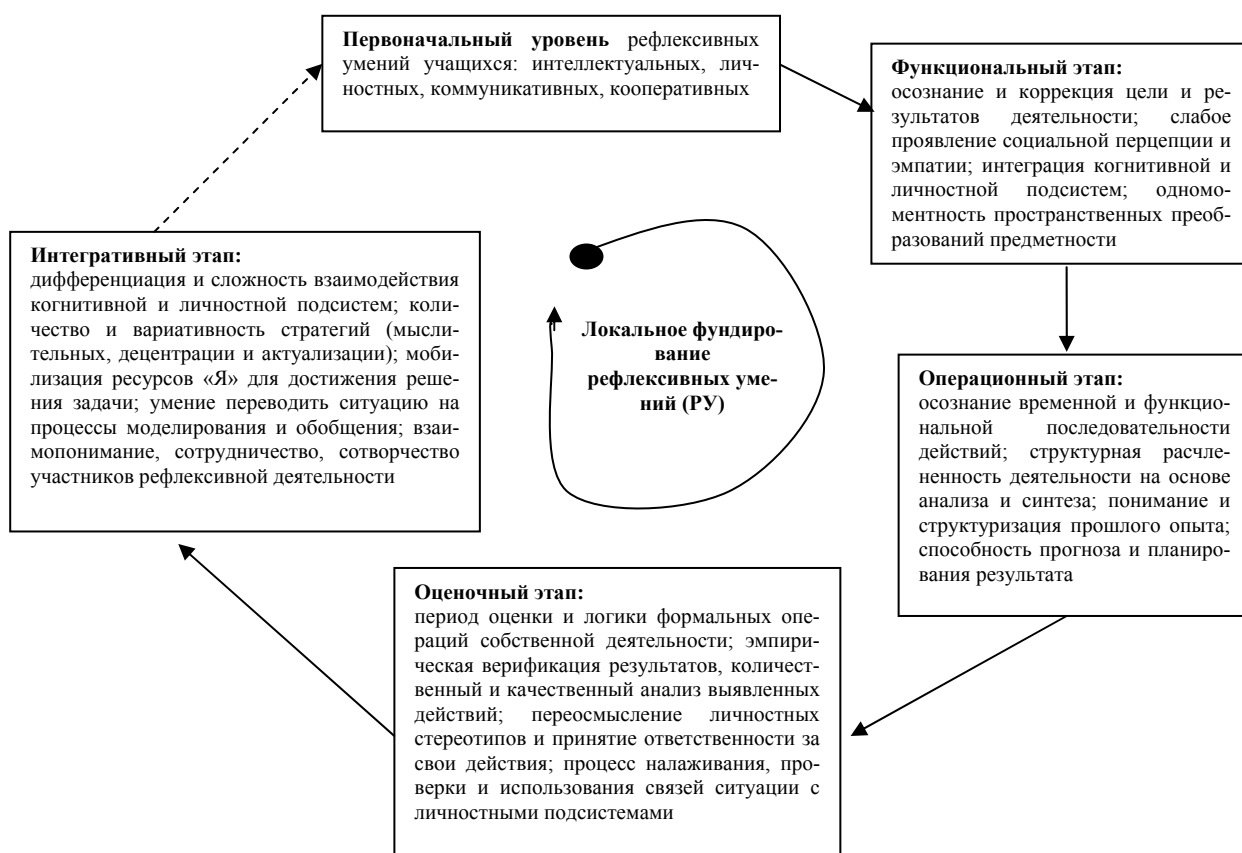 Первоначальный уровень рефлексивных
умений учащихся: интеллектуальных, лич-
ностных, коммуникативных, кооперативных
Функциональный этап:
осознание и коррекция цели и ре-
зультатов деятельности; слабое
проявление социальной перцепции и
эмпатии; интеграция когнитивной и
личностной подсистем; одномо-
ментность пространственных преоб-
разований предметности
Интегративный этап:
дифференциация и сложность взаимодействия
когнитивной и личностной подсистем; коли-
чество и вариативность стратегий (мысли-
тельных, децентрации и актуализации); моби-
лизация ресурсов «Я» для достижения реше-
ния задачи; умение переводить ситуацию на
процессы моделирования и обобщения; взаи-
мопонимание, сотрудничество, сотворчество
участников рефлексивной деятельности
Локальное фундиро-
вание
рефлексивных уме-
ний (РУ)
Операционный этап:
осознание временной и функцио-
нальной последовательности
действий; структурная расчле-
ненность деятельности на основе
анализа и синтеза; понимание и
структуризация прошлого опыта;
способность прогноза и планиро-
вания результата
Оценочный этап:
период оценки и логики формальных опе-
раций собственной деятельности; эмпири-
ческая верификация результатов, количест-
венный и качественный анализ выявленных
действий; переосмысление личностных
стереотипов и принятие ответственности за
свои действия; процесс налаживания, про-
верки и использования связей ситуации с
личностными подсистемами